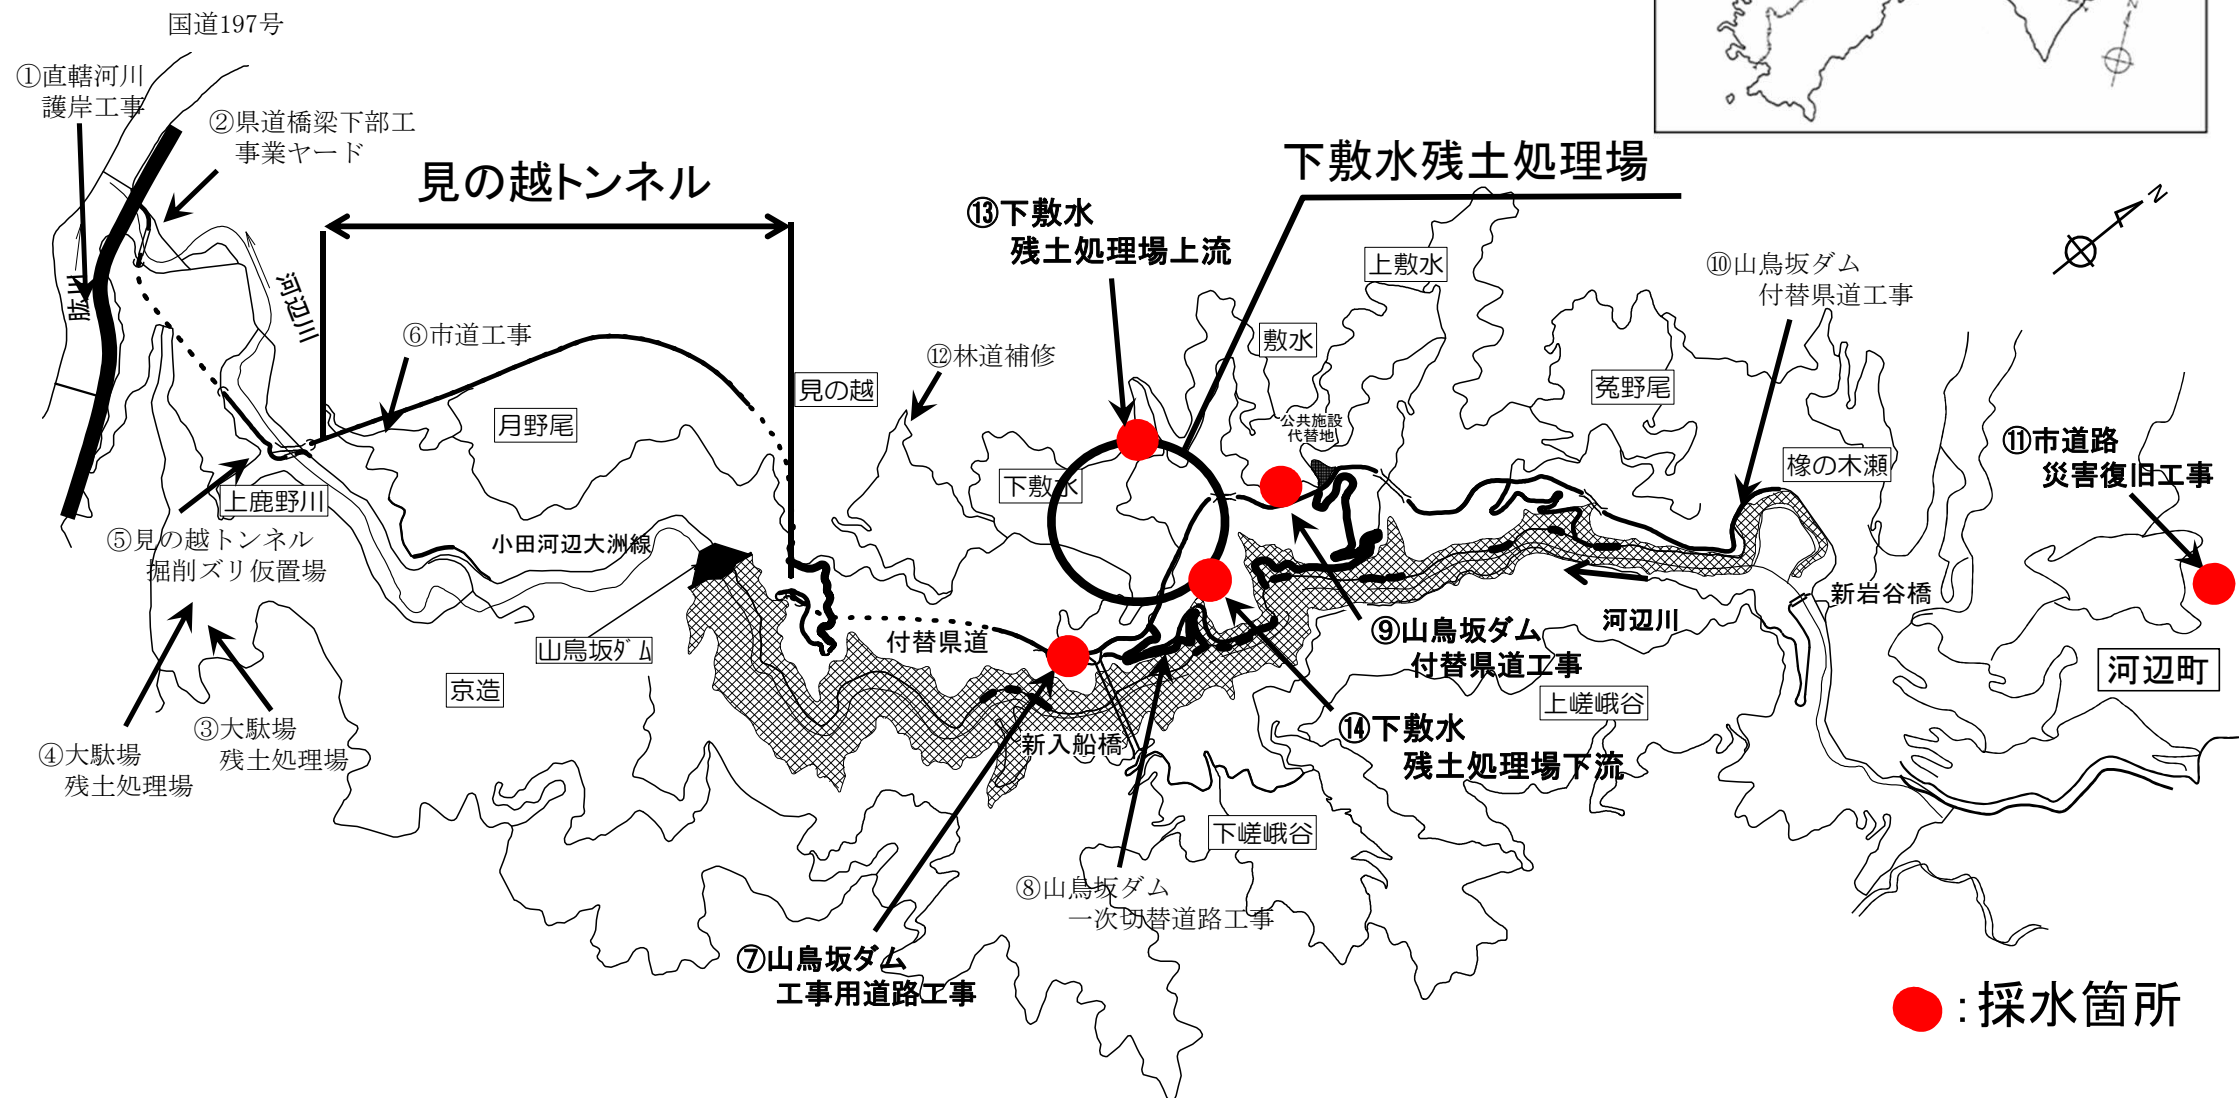 国道197号
①直轄河川
護岸工事
②県道橋梁下部工
事業ヤード
見の越トンネル
下敷水残土処理場
⑬下敷水
残土処理場上流
上敷水
N
⑩山鳥坂ダム
付替県道工事
肱川
河辺川
⑥市道工事
⑫林道補修
敷水
見の越
菟野尾
月野尾
公共施設
代替地
⑪市道路
災害復旧工事
橡の木瀬
下敷水
上鹿野川
⑤見の越トンネル
掘削ズリ仮置場
小田河辺大洲線
新岩谷橋
河辺川
⑨山鳥坂ダム
付替県道工事
付替県道
山鳥坂ダム
京造
河辺町
上嵯峨谷
③大駄場
残土処理場
④大駄場
残土処理場
新入船橋
⑭下敷水
残土処理場下流
下嵯峨谷
⑧山鳥坂ダム
一次切替道路工事
⑦山鳥坂ダム
工事用道路工事
:採水箇所